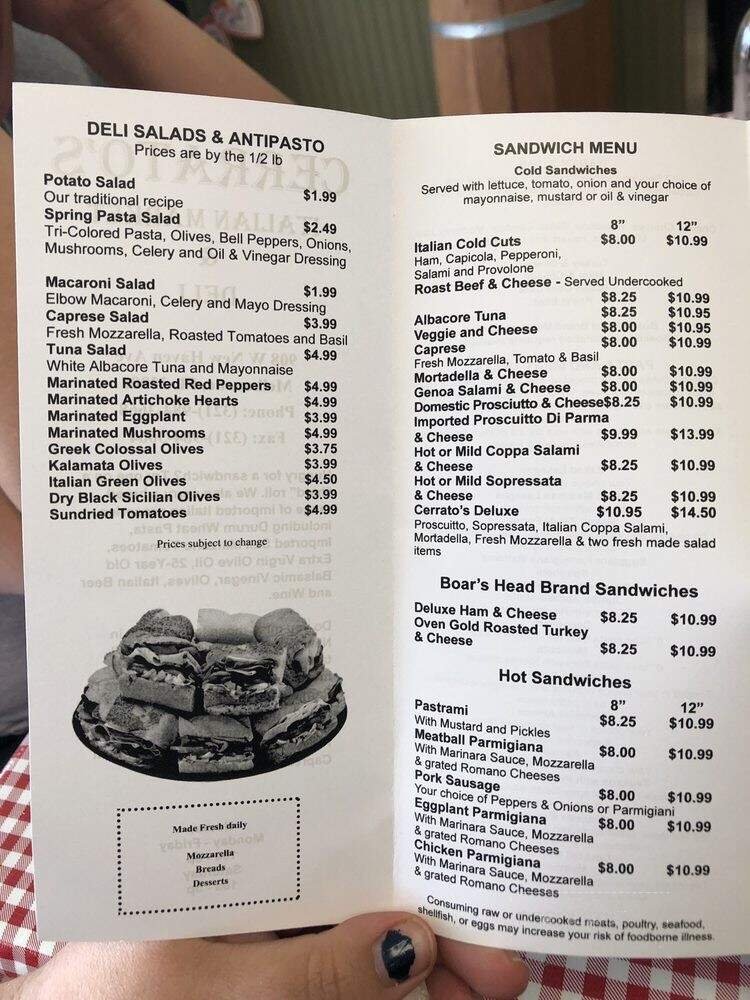 DELI SALADS & ANTIPASTO
Prices are by the 1/2 lb
Potato Salad
Our traditional recipe $1.99
Spring Pasta Salad $2.49
Tri-Colored Pasta, Olives, Bell Peppers, Onions,
Mushrooms, Celery and Oil & Vinegar Dressing
Macaroni Salad $1.99
Elbow Macaroni, Celery and Mayo Dressing
Caprese Salad $3.99
Fresh Mozzarella, Roasted Tomatoes and Basil
Tuna Salad $4.99
White Albacore Tuna and Mayonnaise
Marinated Roasted Red Peppers $4.99
Marinated Artichoke Hearts $4.99
Marinated Eggplant $3.99
Marinated Mushrooms $4.99
Greek Colossal Olives $3.75
Kalamata Olives $3.99
Italian Green Olives $4.50
Dry Black Sicilian Olives $3.99
Sundried Tomatoes $4.99
Prices subject to change
Made Fresh daily
Mozzarella
Breads
Desserts
SANDWICH MENU
Cold Sandwiches
Served with lettuce, tomato, onion and your choice of
mayonnaise, mustard or oil & vinegar
8" 12"
Italian Cold Cuts $8.00 $10.99
Ham, Capicola, Pepperoni,
Salami and Provolone
Roast Beef & Cheese - Served Undercooked
$8.25 $10.99
Albacore Tuna $8.25 $10.95
Veggie and Cheese $8.00 $10.95
Caprese $8.00 $10.99
Fresh Mozzarella, Tomato & Basil
Mortadella & Cheese $8.00 $10.99
Genoa Salami & Cheese $8.00 $10.99
Domestic Prosciutto & Cheese$8.25 $10.99
Imported Proscuitto Di Parma
& Cheese $9.99 $13.99
Hot or Mild Coppa Salami
& Cheese $8.25 $10.99
Hot or Mild Sopressata
& Cheese $8.25 $10.99
Cerrato's Deluxe $10.95 $14.50
Proscuitto, Sopressata, Italian Coppa Salami,
Mortadella, Fresh Mozzarella & two fresh made salad
items
Boar's Head Brand Sandwiches
Deluxe Ham & Cheese $8.25 $10.99
Oven Gold Roasted Turkey
& Cheese $8.25 $10.99
Hot Sandwiches
8" 12"
Pastrami $8.25 $10.99
With Mustard and Pickles
Meatball Parmigiana $8.00 $10.99
With Marinara Sauce, Mozzarella
& grated Romano Cheeses
Pork Sausage $8.00 $10.99
Your choice of Peppers & Onions or Parmigiani
Eggplant Parmigiana $8.00 $10.99
With Marinara Sauce, Mozzarella
& grated Romano Cheeses
Chicken Parmigiana $8.00 $10.99
With Marinara Sauce, Mozzarella
& grated Romano Cheeses
Consuming raw or undercooked meats, poultry, seafood,
shellfish, or eggs may increase your risk of foodborne illness.